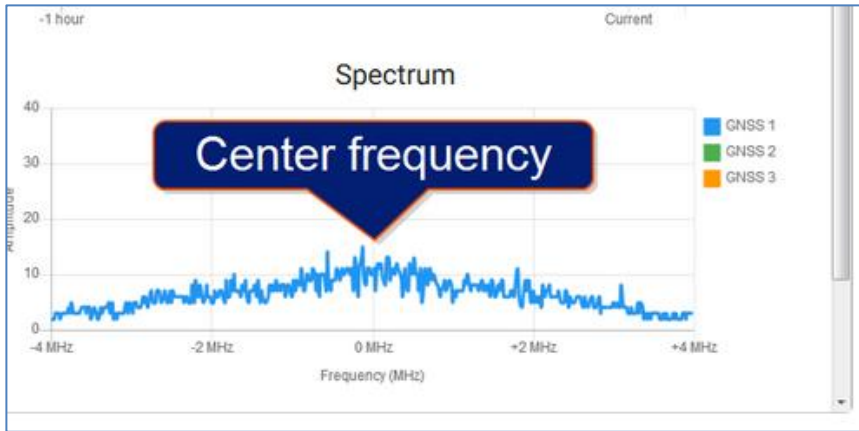 -1 hour Current
Spectrum
40
GNSS 1
Center frequency
30
GNSS 2
GNSS 3
Amplitude
20
10
0
-4 MHz -2 MHz 0 MHz +2 MHz +4 MHz
Frequency (MHz)